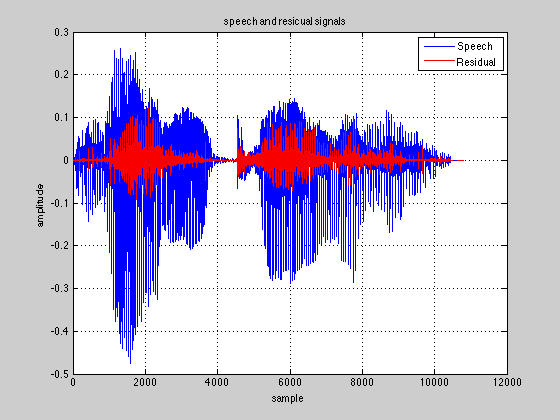 speech and resicual signals
0.3
0.2
0.1
0
-0.1
-0.2
-0.3
-0.4
-0.5
amplitude
Speech
Residual
0 2000 4000 6000 8000 10000 12000
sample